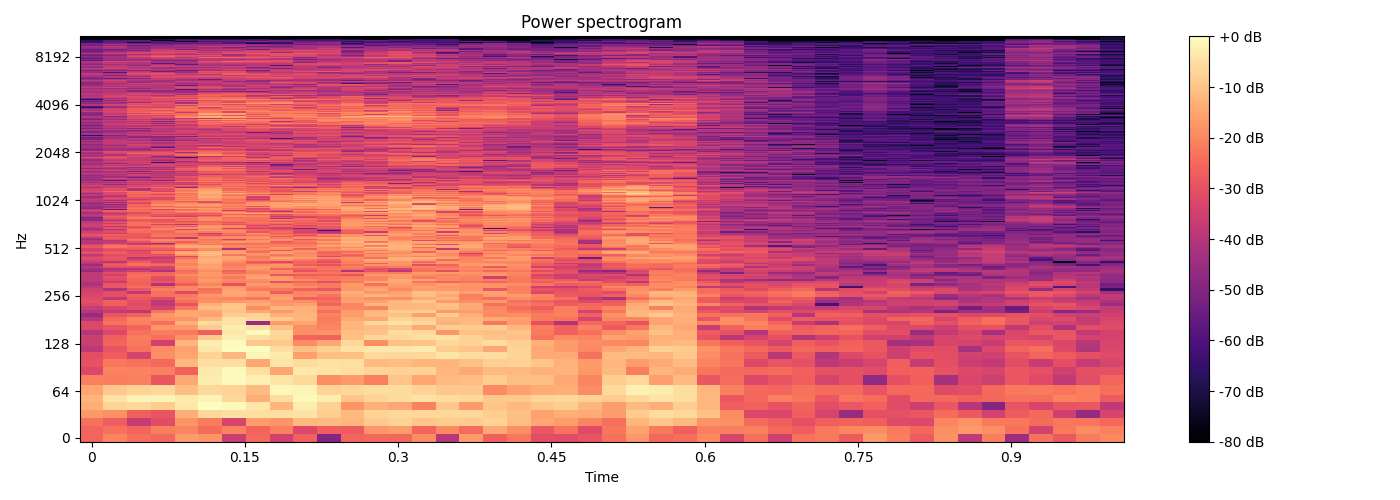 Power spectrogram
Hz
8192
4096
2048
1024
512
256
128
64
0
0 0.15 0.3 0.45 0.6 0.75 0.9
Time
+0 dB
-10 dB
-20 dB
-30 dB
-40 dB
-50 dB
-60 dB
-70 dB
-80 dB